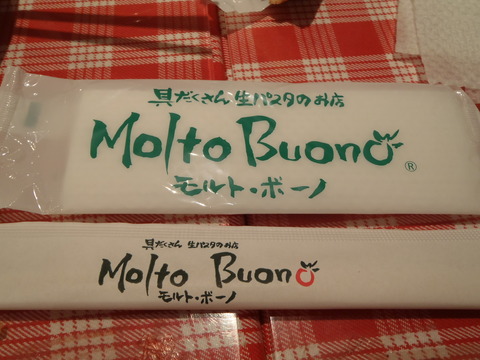 具だくさん 生パスタのお店
Molto Buono
®
モルト・ボーノ
具だくさん 生パスタのお店
Molto Buono
モルト・ボーノ